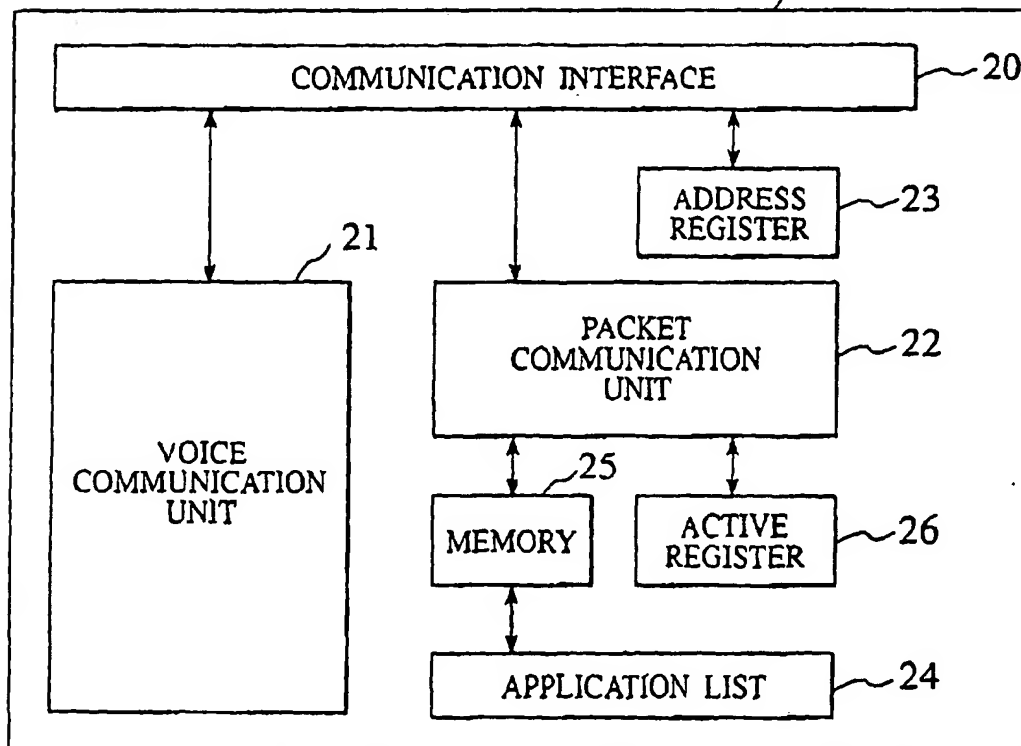 COMMUNICATION INTERFACE
20
ADDRESS
REGISTER
23
21
PACKET
COMMUNICATION
UNIT
22
VOICE
COMMUNICATION
UNIT
25
MEMORY
ACTIVE
REGISTER
26
APPLICATION LIST
24